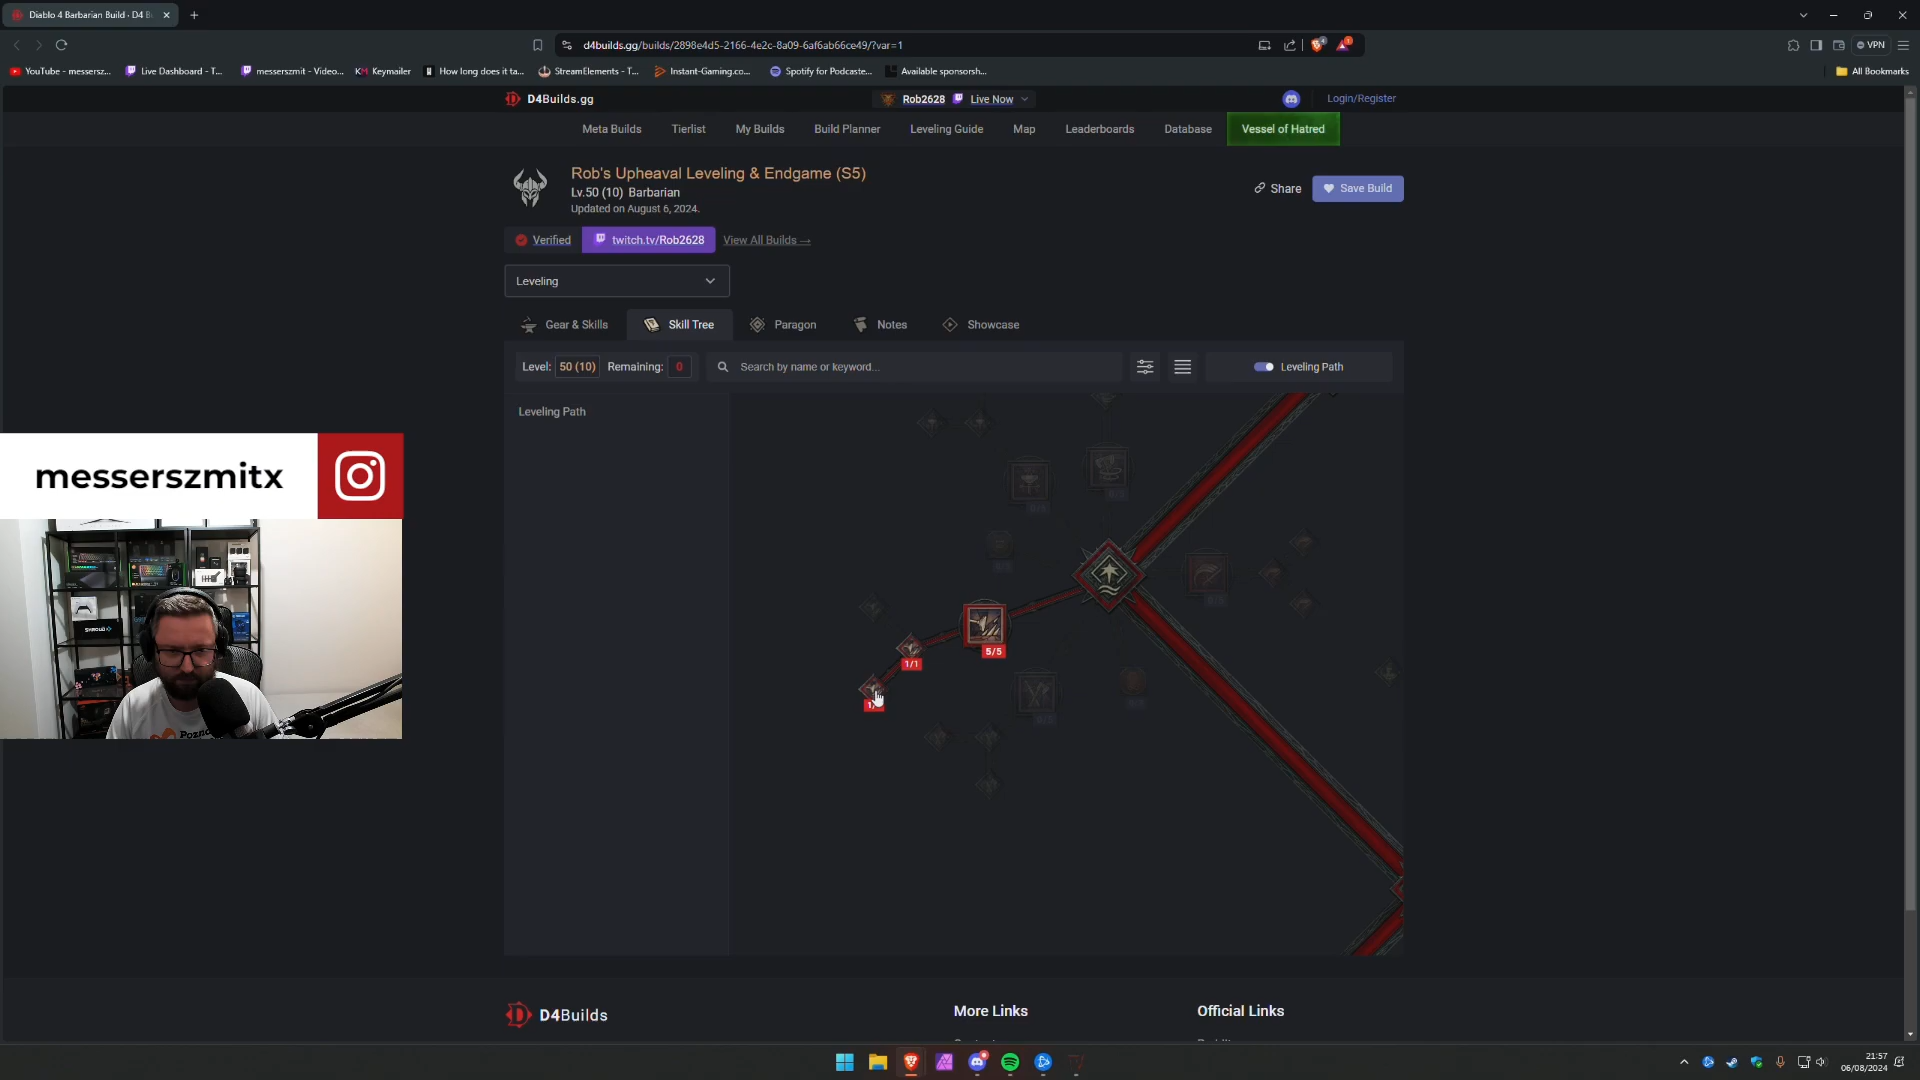 Diablo 4 Barbarian Build · D4 B
d4builds.gg/builds/2898e4d5-2166-4e2c-8a09-6af6ab66ce49/?var=1
VPN
YouTube - messersz...
Live Dashboard - T...
messerszmit - Video...
Keymailer
How long does it ta...
StreamElements - T...
Instant-Gaming.co...
Spotify for Podcaste...
Available sponsorsh...
All Bookmarks
D4Builds.gg
Rob2628
Live Now
Login/Register
Meta Builds
Tierlist
My Builds
Build Planner
Leveling Guide
Map
Leaderboards
Database
Vessel of Hatred
Rob's Upheaval Leveling & Endgame (S5)
Lv.50 (10) Barbarian
Updated on August 6, 2024.
Share
Save Build
Verified
twitch.tv/Rob2628
View All Builds →
Leveling
Gear & Skills
Skill Tree
Paragon
Notes
Showcase
Level: 50 (10) Remaining: 0
Search by name or keyword...
Leveling Path
Leveling Path
messerszmitx
5/5
1/1
D4Builds
More Links
Official Links
21:57
06/08/2024